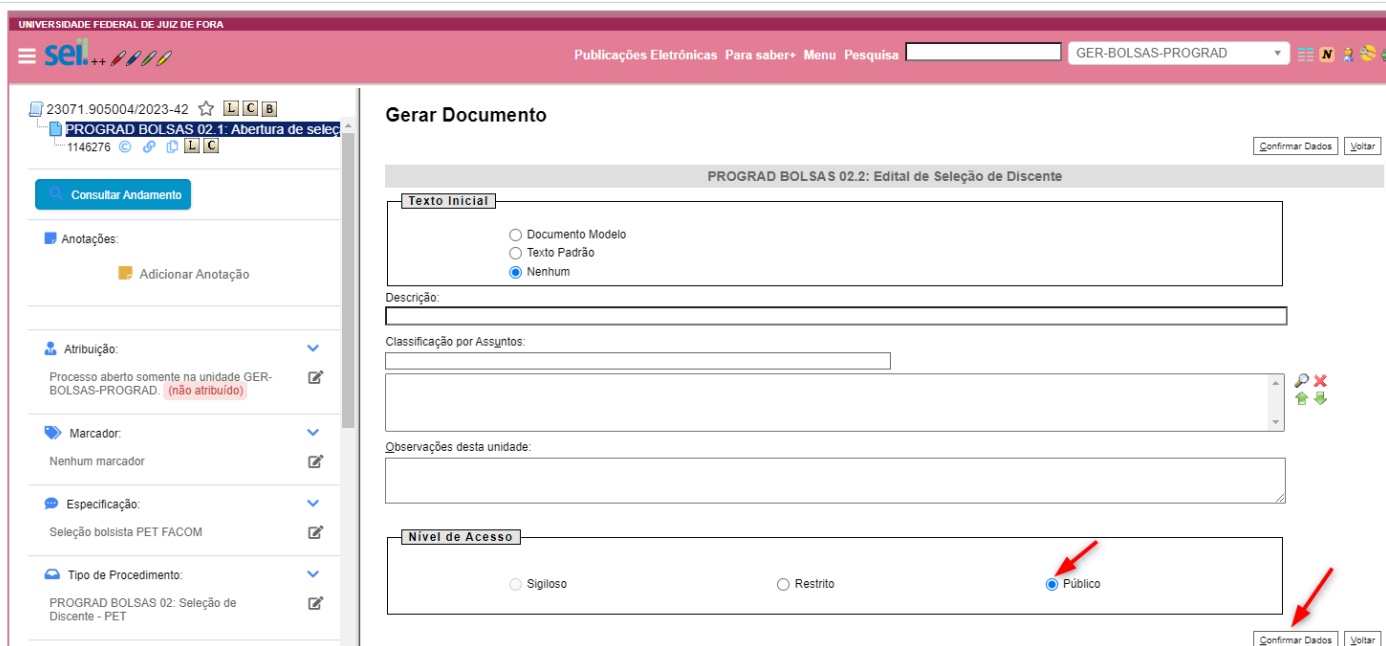 UNIVERSIDADE FEDERAL DE JUIZ DE FORA
sei. ++
Publicações Eletrônicas Para saber+ Menu Pesquisa
GER-BOLSAS-PROGRAD
N
23071.905004/2023-42 L C B
PROGRAD BOLSAS 02.1: Abertura de seleç
1146276 © L C
Consultar Andamento
Anotações:
Adicionar Anotação
Atribuição:
Processo aberto somente na unidade GER-
BOLSAS-PROGRAD. (não atribuído)
Marcador:
Nenhum marcador
Especificação:
Seleção bolsista PET FACOM
Tipo de Procedimento:
PROGRAD BOLSAS 02: Seleção de
Discente - PET
Gerar Documento
Confirmar Dados Voltar
PROGRAD BOLSAS 02.2: Edital de Seleção de Discente
Texto Inicial
Documento Modelo
Texto Padrão
Nenhum
Descrição:
Classificação por Assuntos:
Observações desta unidade:
Nível de Acesso
Sigiloso Restrito Público
Confirmar Dados Voltar